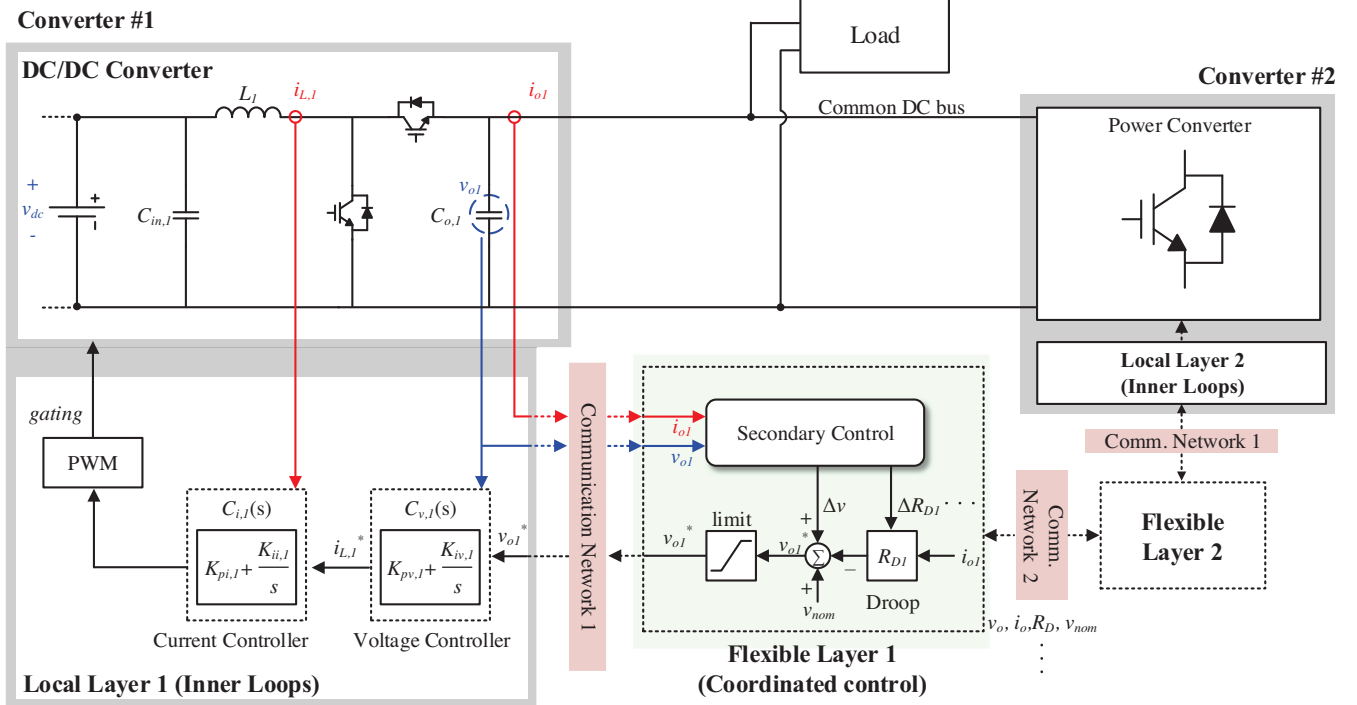 Converter #1
DC/DC Converter
L1
iL,1
io1
+
vdc
-
+
-
Cin,1
vo1
Co,1
Load
Common DC bus
Converter #2
Power Converter
Local Layer 2
(Inner Loops)
Comm. Network 1
Flexible
Layer 2
Comm.
Network 2
vo, io, RD, vnom
gating
PWM
Ci,1(s)
Kpi,1+ Kii,1
s
Current Controller
iL,1*
Cv,1(s)
Kpv,1+ Kiv,1
s
Voltage Controller
vo1*
Local Layer 1 (Inner Loops)
Communication Network 1
io1
vo1
Secondary Control
Δv
ΔRD1
limit
vo1*
vo1*
+
Σ
−
+
vnom
RD1
io1
Droop
Flexible Layer 1
(Coordinated control)